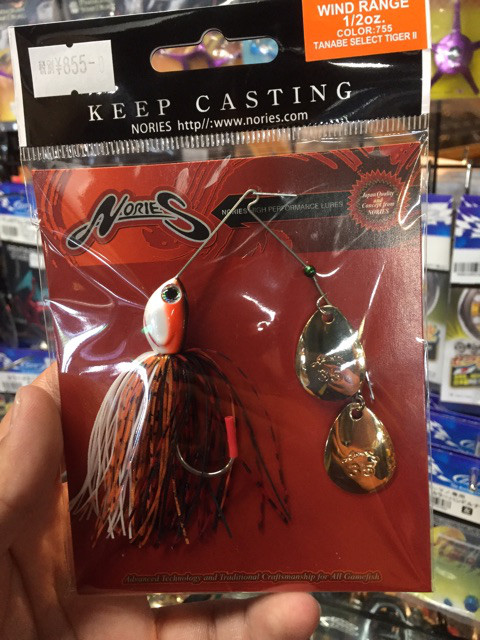 WIND RANGE
1/2oz.
COLOR:755
TANABE SELECT TIGER II
¥855-
KEEP CASTING
NORIES http//:www.nories.com
NORIES
NORIES HIGH PERFORMANCE LURES
Japan Quality
and
Concept from
NORIES
Advanced Technology and Traditional Craftsmanship for All Gamefish